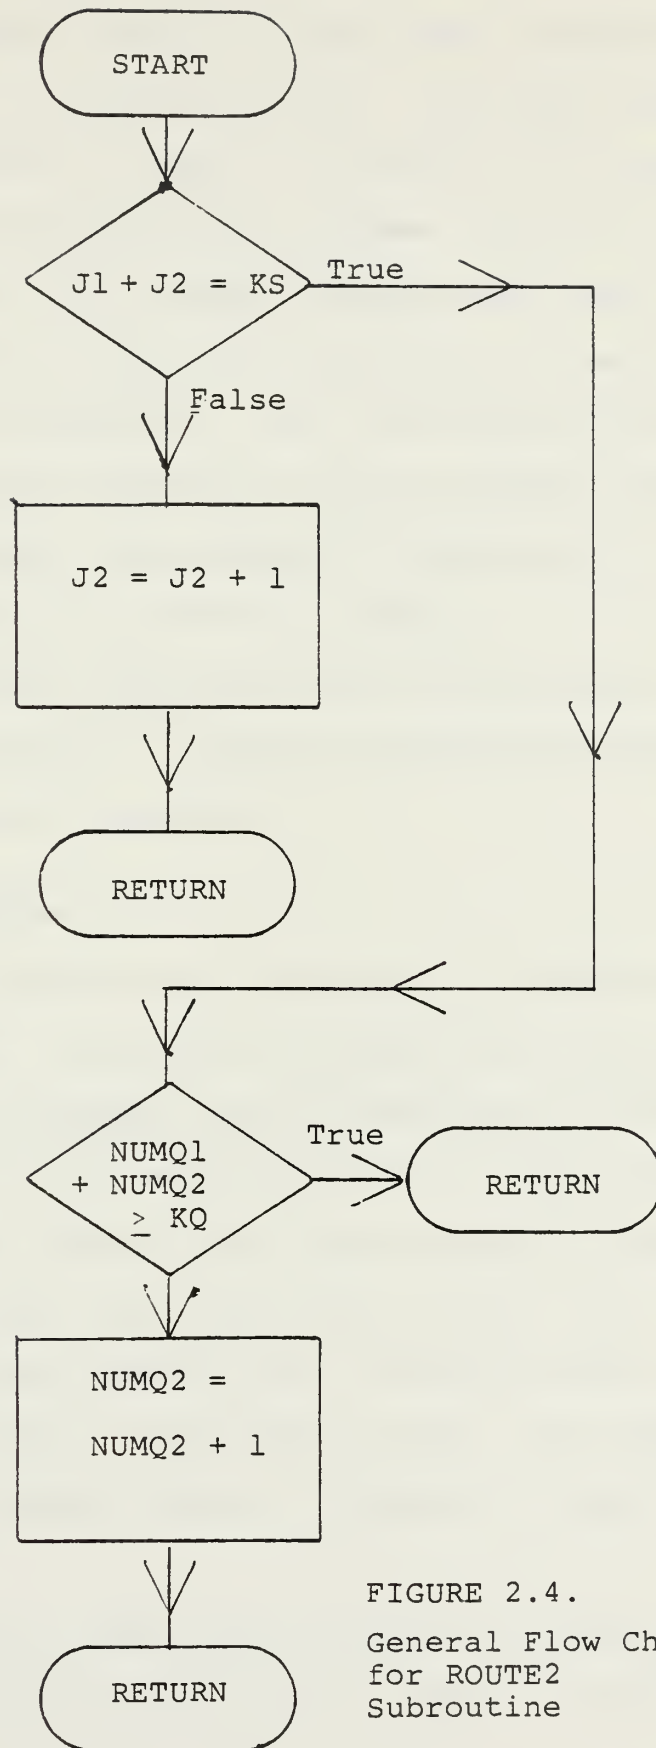 START
J1 + J2 = KS
True
False
J2 = J2 + 1
RETURN
NUMQ1
+ NUMQ2
≥ KQ
True
RETURN
NUMQ2 =
NUMQ2 + 1
RETURN
FIGURE 2.4.
General Flow Ch
for ROUTE2
Subroutine